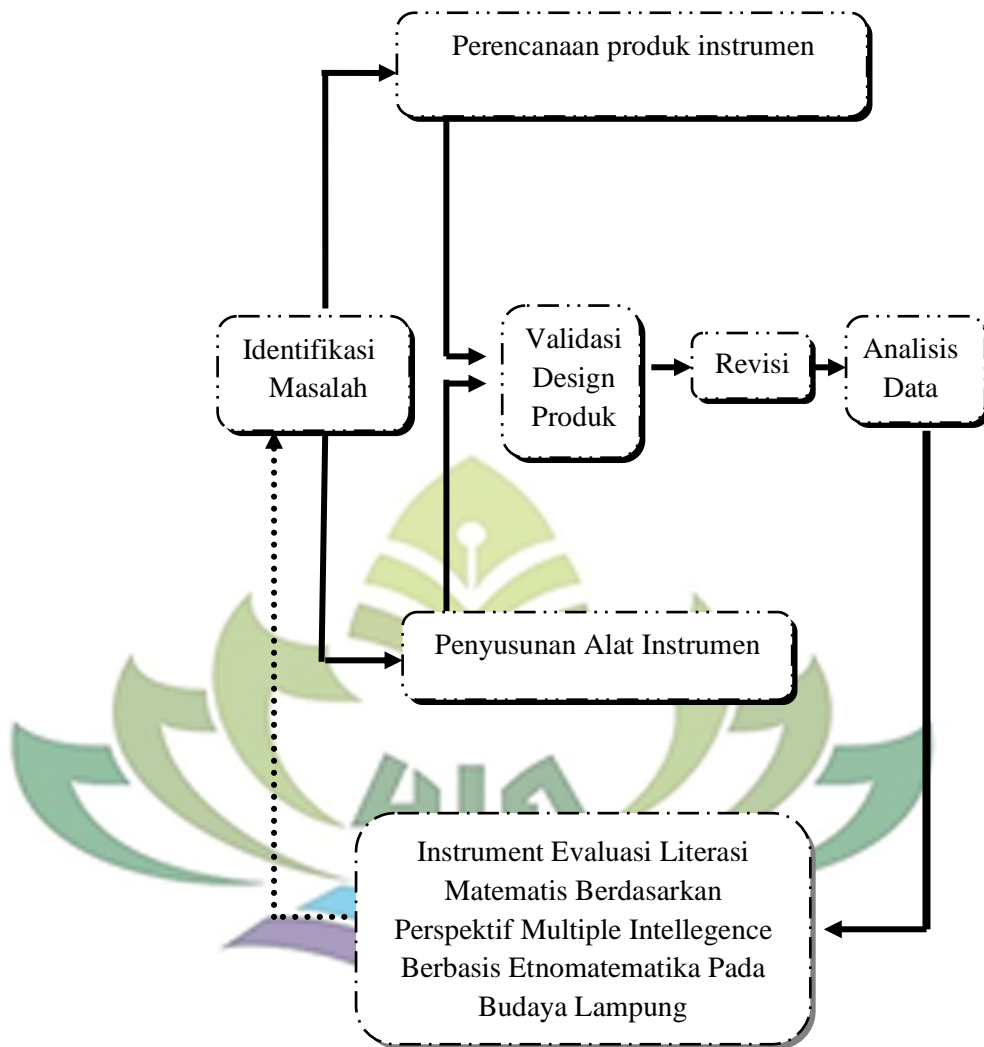 Perencanaan produk instrumen
Identifikasi
Masalah
Validasi
Design
Produk
Revisi
Analisis
Data
Penyusunan Alat Instrumen
Instrument Evaluasi Literasi
Matematis Berdasarkan
Perspektif Multiple Intellegence
Berbasis Etnomatematika Pada
Budaya Lampung